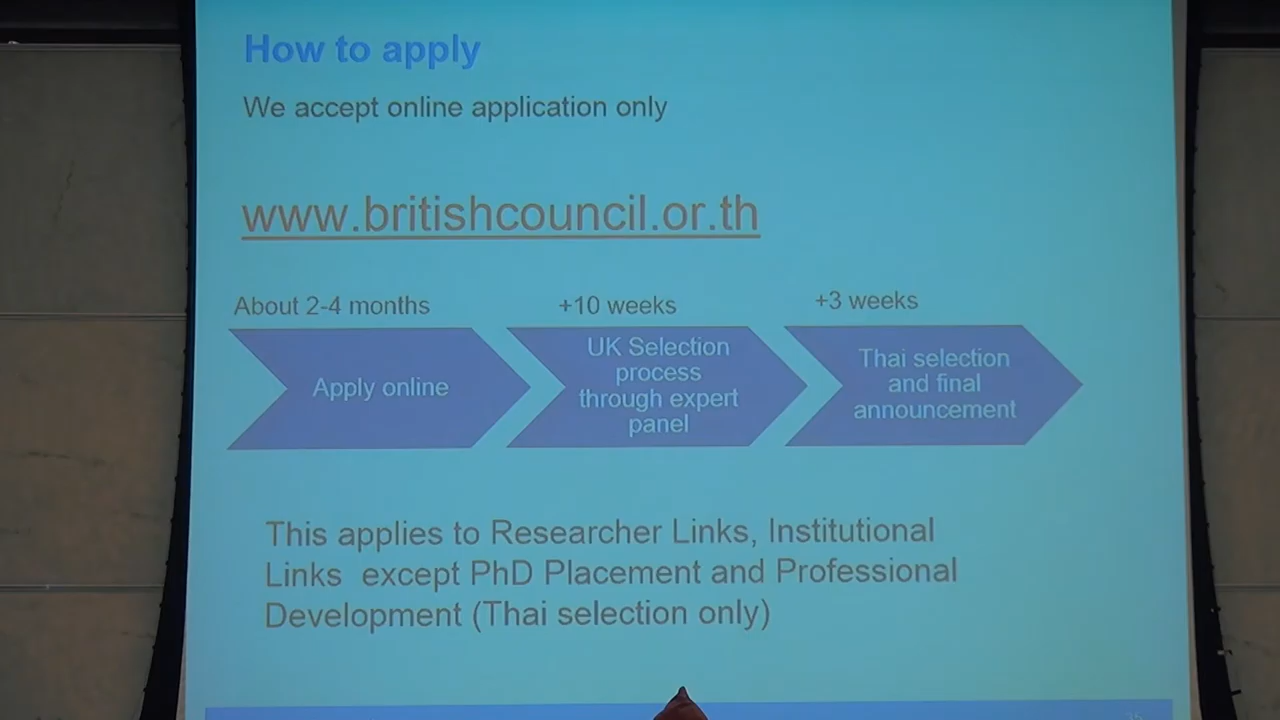 How to apply
We accept online application only
www.britishcouncil.or.th
About 2-4 months
+10 weeks
+3 weeks
Apply online
UK Selection
process
through expert
panel
Thai selection
and final
announcement
This applies to Researcher Links, Institutional
Links except PhD Placement and Professional
Development (Thai selection only)